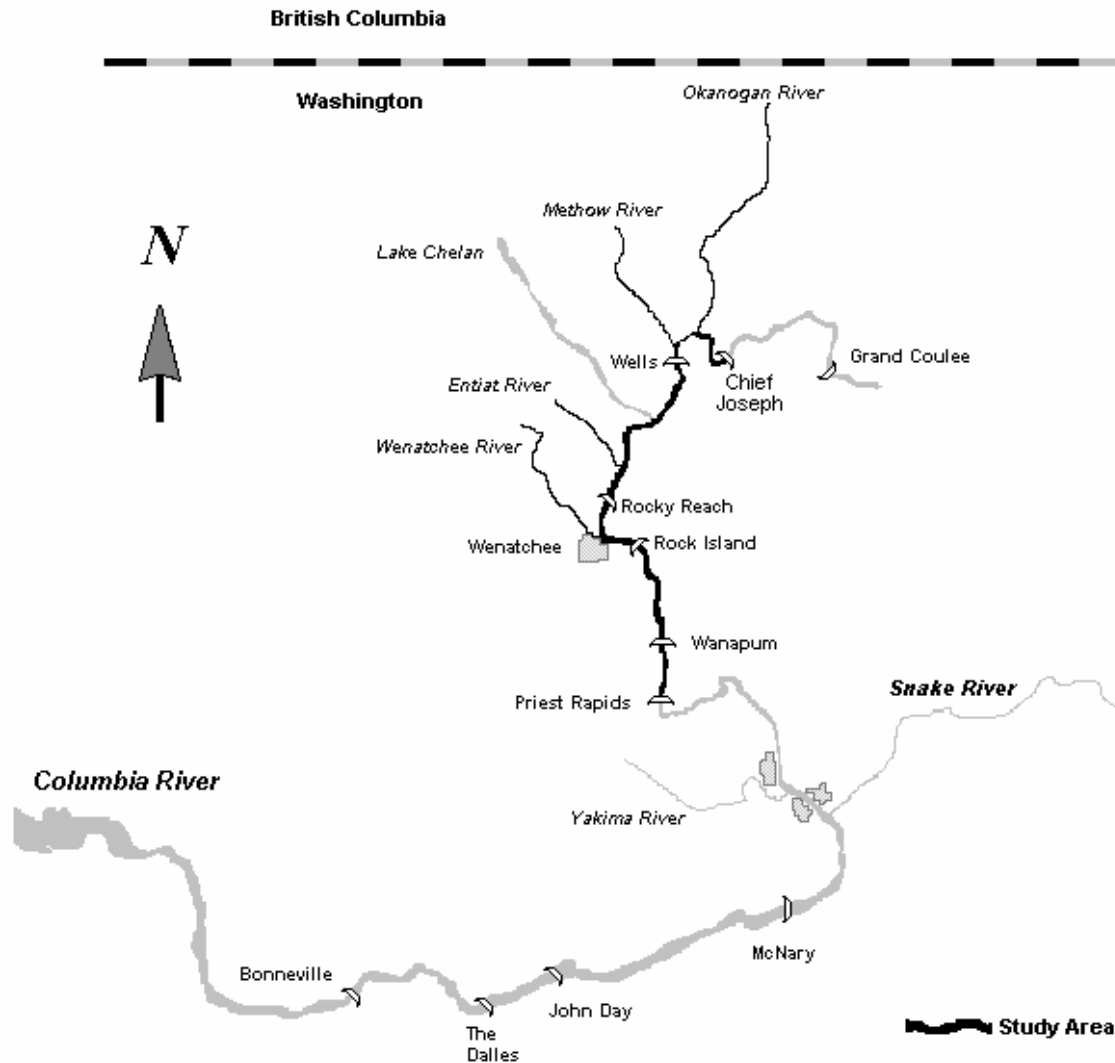 British Columbia
Washington
Okanogan River
Methow River
N
Lake Chelan
Wells
Grand Coulee
Chief
Joseph
Entiat River
Wenatchee River
Rocky Reach
Wenatchee
Rock Island
Wanapum
Priest Rapids
Snake River
Columbia River
Yakima River
McNary
Bonneville
John Day
The
Dalles
Study Area